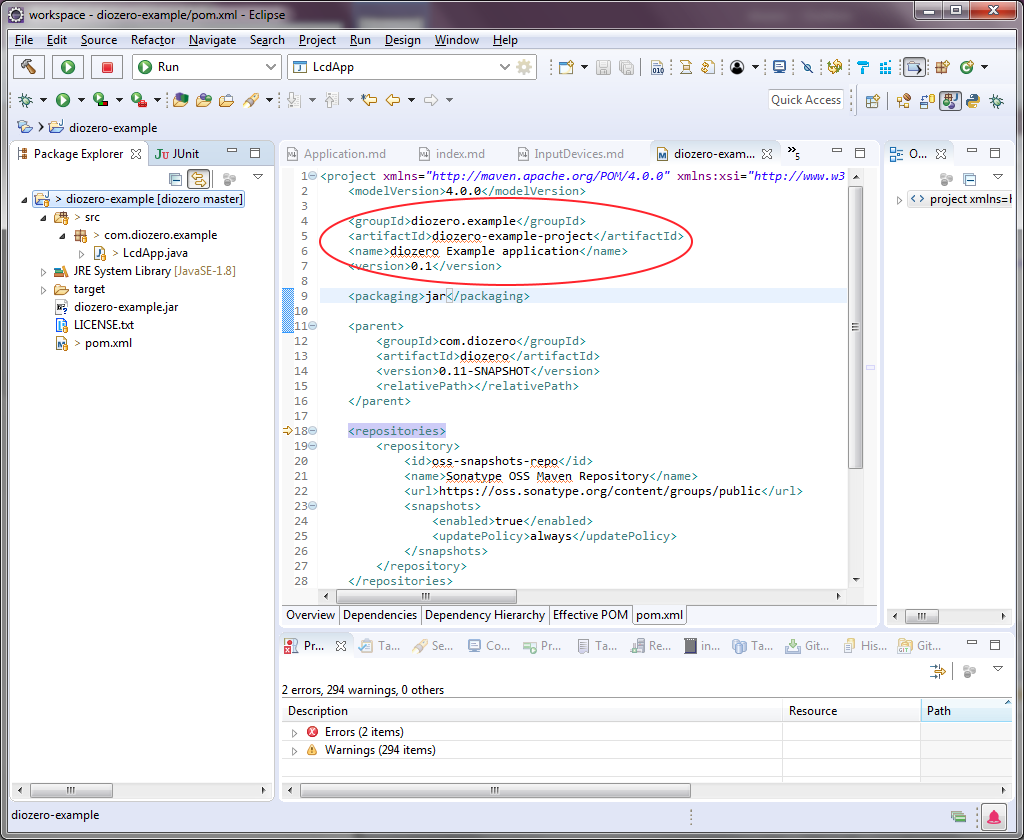 workspace - diozero-example/pom.xml - Eclipse
File Edit Source Refactor Navigate Search Project Run Design Window Help
Run LcdApp
Quick Access
diozero-example
Package Explorer JUnit
> diozero-example [diozero master]
> src
> com.diozero.example
> LcdApp.java
JRE System Library [JavaSE-1.8]
target
diozero-example.jar
LICENSE.txt
> pom.xml
Application.md index.md InputDevices.md diozero-exam... »5
1 <project xmlns="http://maven.apache.org/POM/4.0.0" xmlns:xsi="http://www.w3
2 <modelVersion>4.0.0</modelVersion>
3
4 <groupId>diozero.example</groupId>
5 <artifactId>diozero-example-project</artifactId>
6 <name>diozero Example application</name>
7 <version>0.1</version>
8
9 <packaging>jar</packaging>
10
11 <parent>
12 <groupId>com.diozero</groupId>
13 <artifactId>diozero</artifactId>
14 <version>0.11-SNAPSHOT</version>
15 <relativePath></relativePath>
16 </parent>
17
18 <repositories>
19 <repository>
20 <id>oss-snapshots-repo</id>
21 <name>Sonatype OSS Maven Repository</name>
22 <url>https://oss.sonatype.org/content/groups/public</url>
23 <snapshots>
24 <enabled>true</enabled>
25 <updatePolicy>always</updatePolicy>
26 </snapshots>
27 </repository>
28 </repositories>
Overview Dependencies Dependency Hierarchy Effective POM pom.xml
O...
project xmlns=h
Pr... Ta... Se... Co... Pr... Ta... Re... in... Ta... Git... His... Git...
2 errors, 294 warnings, 0 others
Description Resource Path
Errors (2 items)
Warnings (294 items)
diozero-example